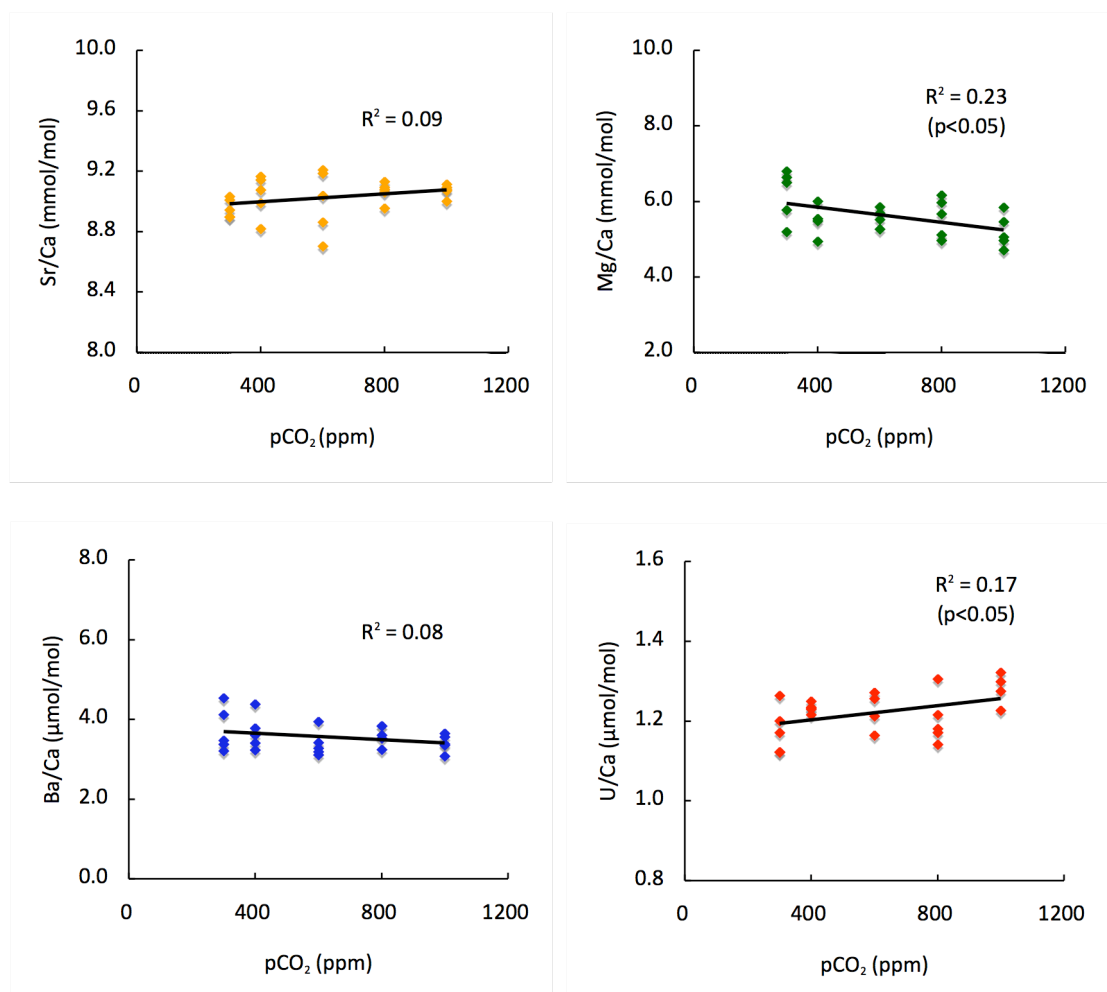 10.0
9.6
9.2
8.8
8.4
8.0
Sr/Ca (mmol/mol)
R² = 0.09
0 400 800 1200
pCO₂ (ppm)
10.0
8.0
6.0
4.0
2.0
Mg/Ca (mmol/mol)
R² = 0.23
(p<0.05)
0 400 800 1200
pCO₂ (ppm)
8.0
6.0
4.0
2.0
0.0
Ba/Ca (μmol/mol)
R² = 0.08
0 400 800 1200
pCO₂ (ppm)
1.6
1.4
1.2
1.0
0.8
U/Ca (μmol/mol)
R² = 0.17
(p<0.05)
0 400 800 1200
pCO₂ (ppm)